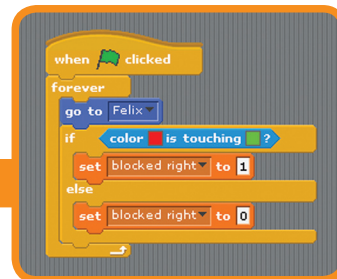 when clicked
forever
go to Felix
if color is touching ?
set blocked right to 1
else
set blocked right to 0